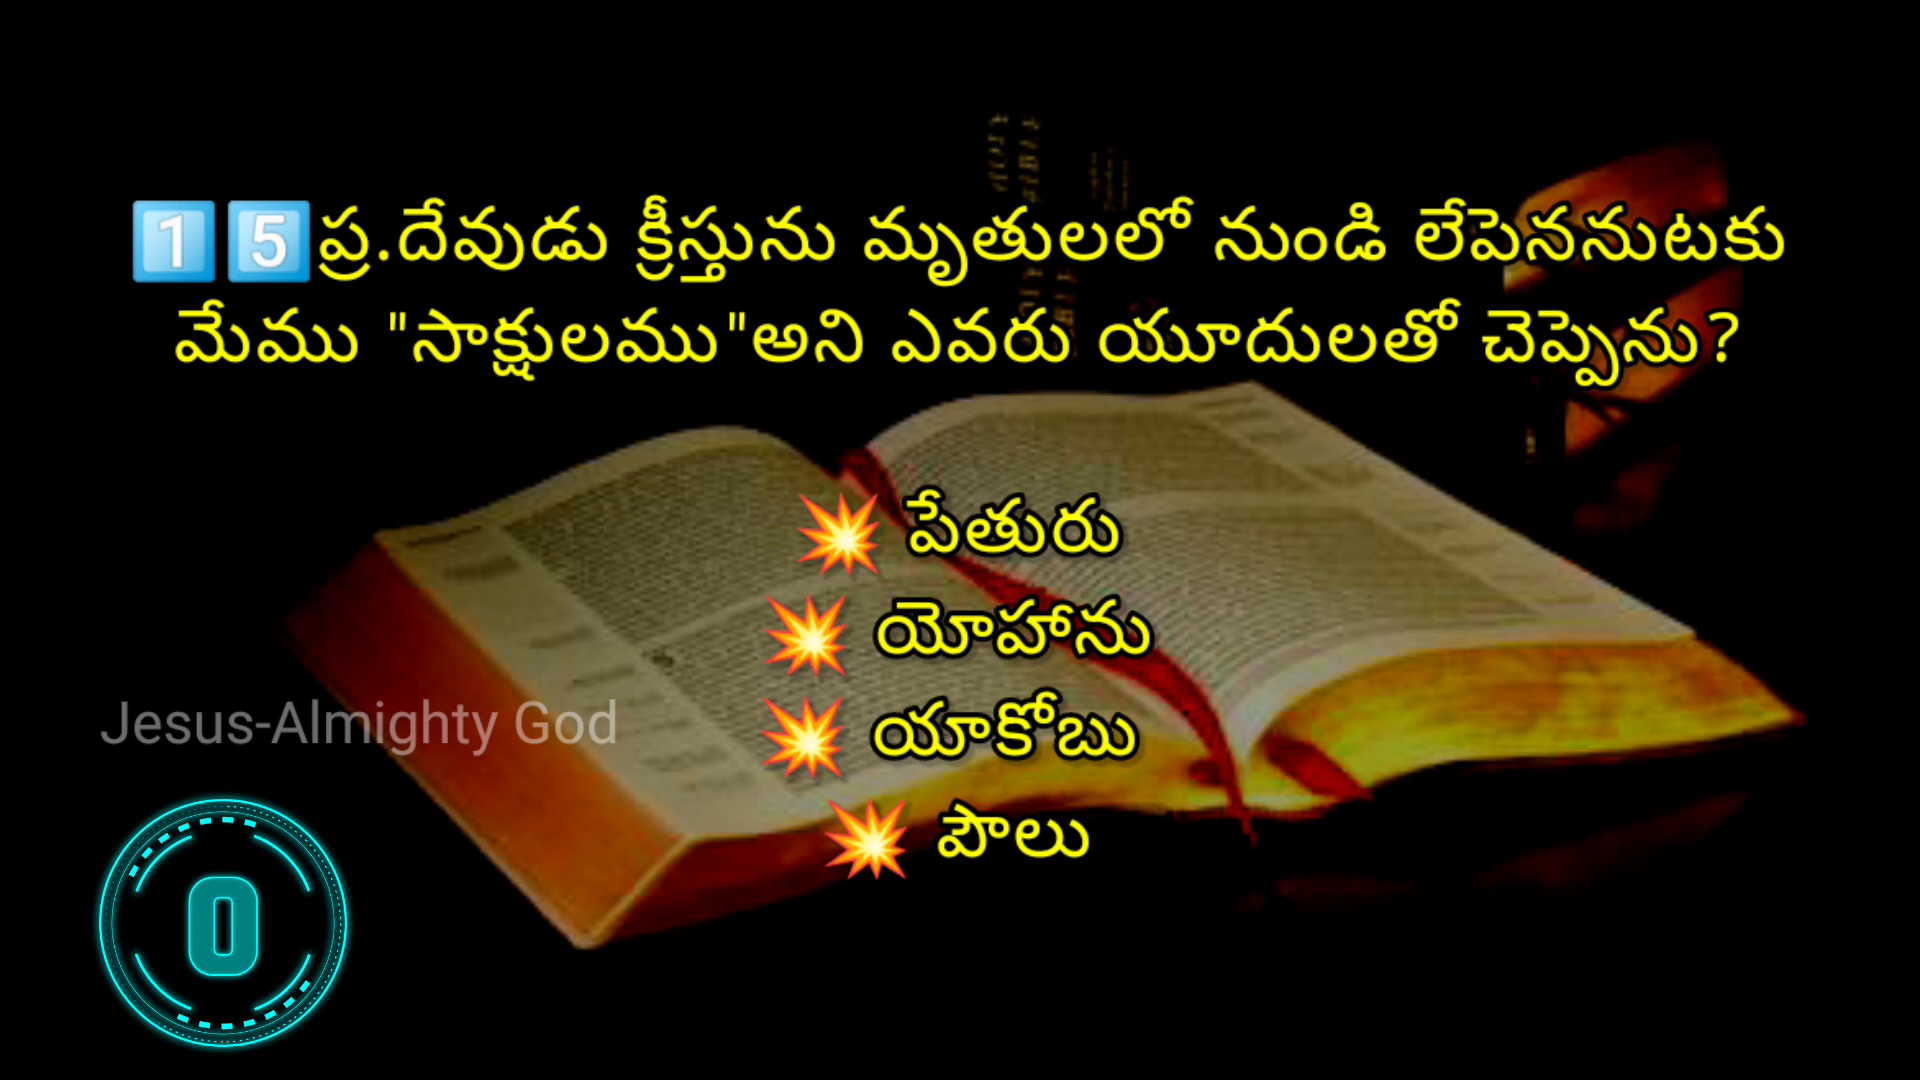 1️⃣5️⃣ప్ర.దేవుడు క్రీస్తును మృతులలో నుండి లేపెననుటకు
మేము "సాక్షులము"అని ఎవరు యూదులతో చెప్పెను?
💥 పేతురు
💥 యోహాను
💥 యాకోబు
💥 పౌలు
Jesus-Almighty God
0